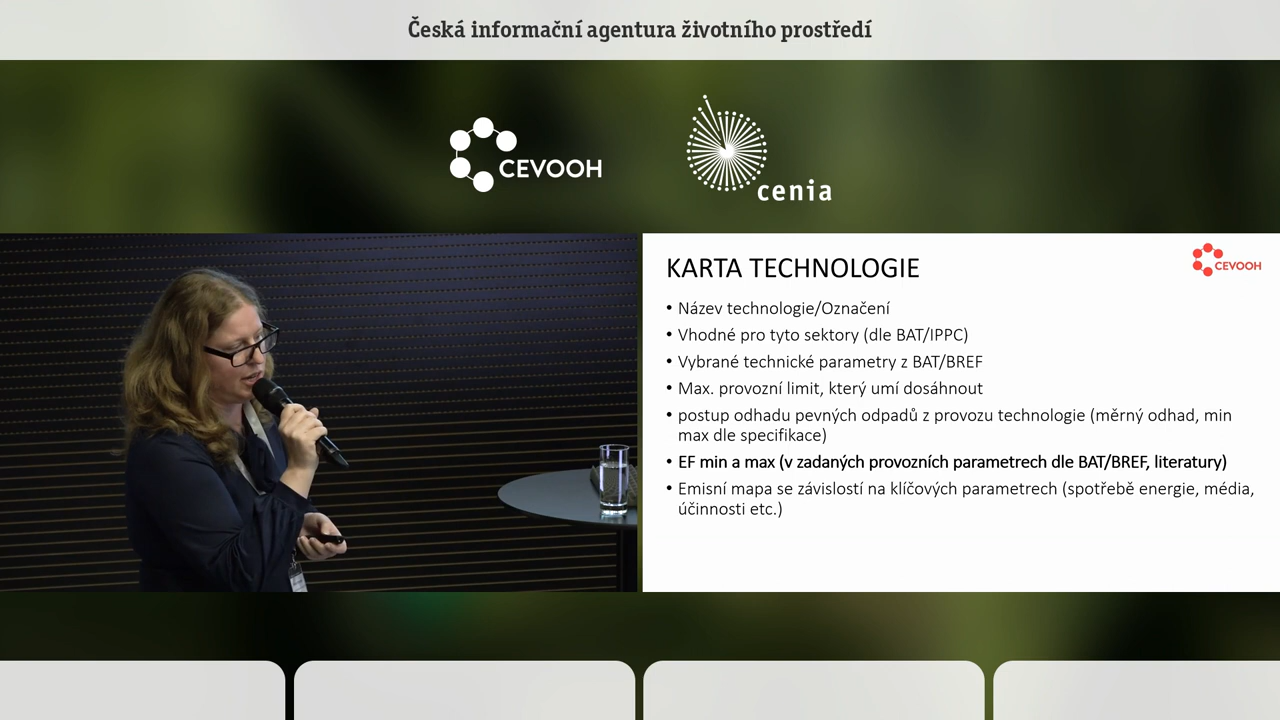 Česká informační agentura životního prostředí
CEVOOH
cenia
KARTA TECHNOLOGIE
CEVOOH
• Název technologie/Označení
• Vhodné pro tyto sektory (dle BAT/IPPC)
• Vybrané technické parametry z BAT/BREF
• Max. provozní limit, který umí dosáhnout
• postup odhadu pevných odpadů z provozu technologie (měrný odhad, min
max dle specifikace)
• EF min a max (v zadaných provozních parametrech dle BAT/BREF, literatury)
• Emisní mapa se závislostí na klíčových parametrech (spotřebě energie, média,
účinnosti etc.)